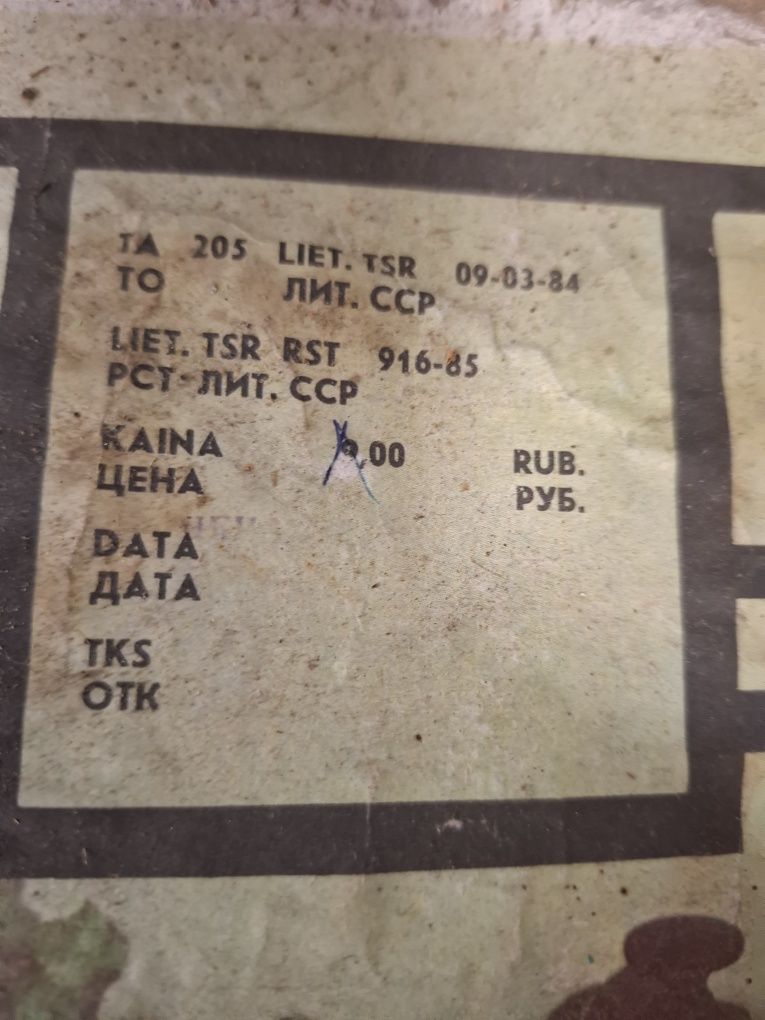 TA 205 LIET. TSR 09-03-84
TO ЛИТ. ССР
LIET. TSR RST 916-85
РСТ ЛИТ. ССР
KAINA .00 RUB.
ЦЕНА РУБ.
DATA
ДАТА
TKS
ОТК